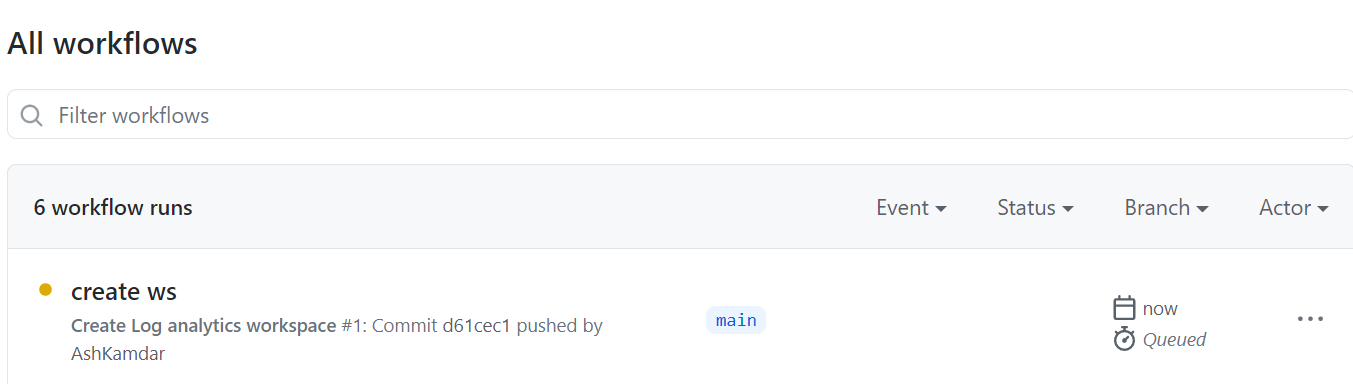 All workflows
Filter workflows
6 workflow runs Event Status Branch Actor
create ws
Create Log analytics workspace #1: Commit d61cec1 pushed by
AshKamdar
main
now
Queued